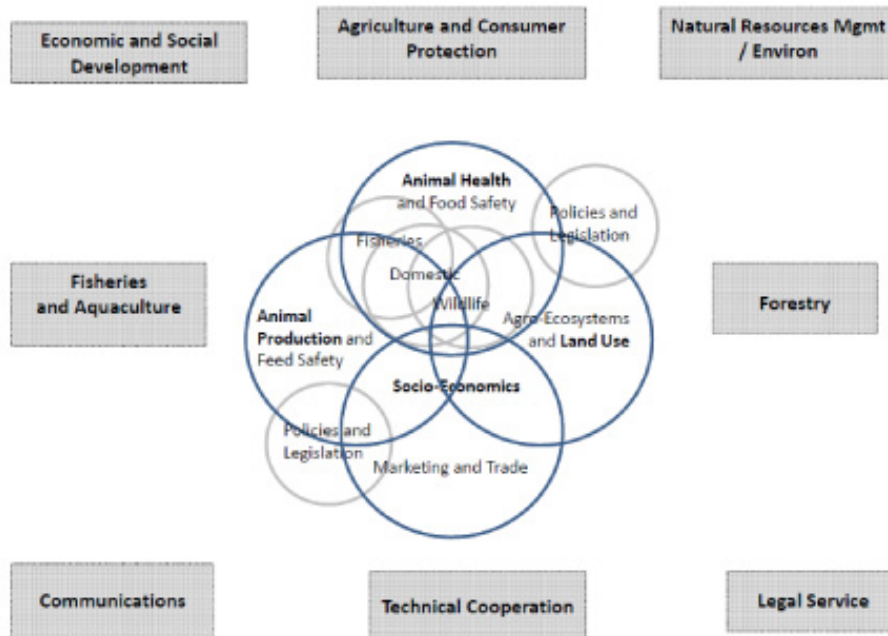 Economic and Social
Development
Agriculture and Consumer
Protection
Natural Resources Mgmt
/ Environ
Animal Health
and Food Safety
Policies and
Legislation
Fisheries
Domestic
Wildlife
Fisheries
and Aquaculture
Animal
Production and
Feed Safety
Agro-Ecosystems
and Land Use
Forestry
Socio-Economics
Policies and
Legislation
Marketing and Trade
Communications
Technical Cooperation
Legal Service